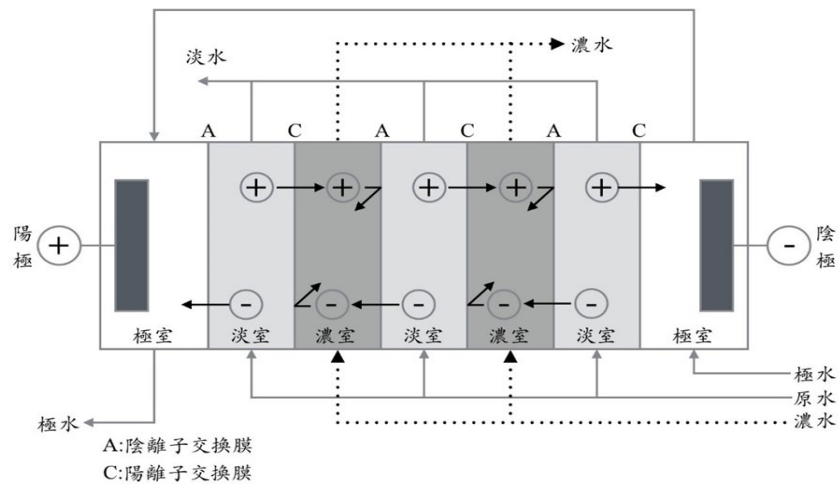 濃水
淡水
A C A C A C
+ + + + +
陽極
+
-
陰極
- - - - -
極室 淡室 濃室 淡室 濃室 淡室 極室
極水
原水
濃水
極水
A:陰離子交換膜
C:陽離子交換膜